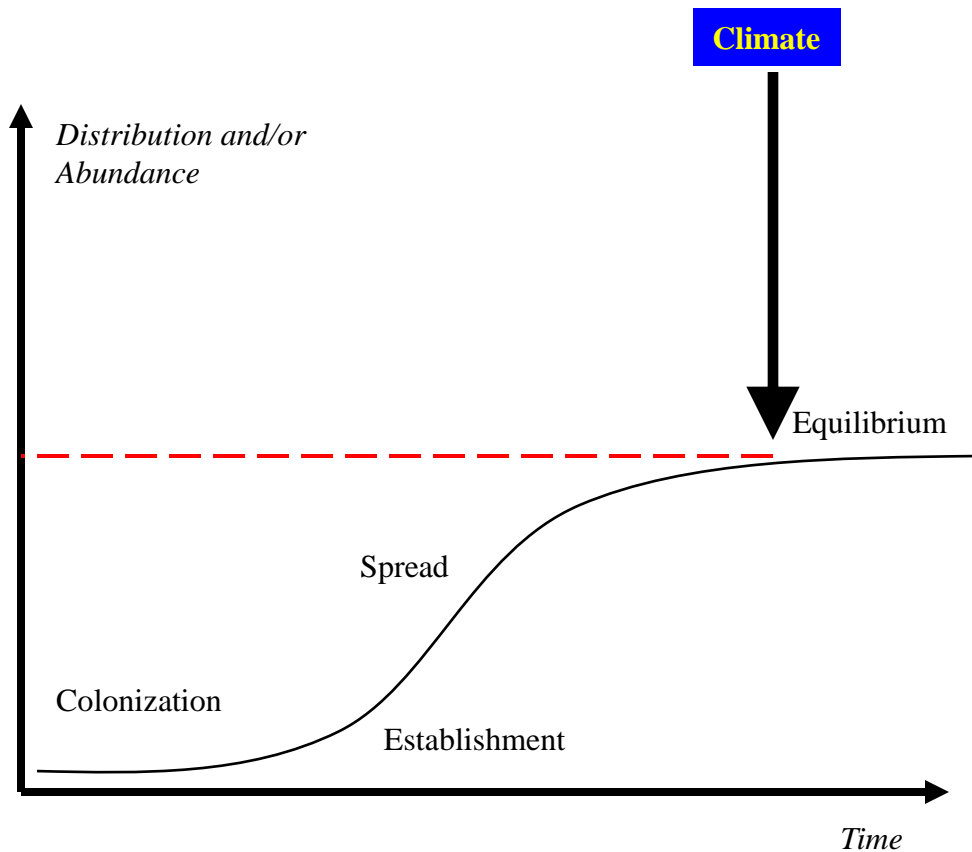 Climate
Distribution and/or
Abundance
Equilibrium
Spread
Colonization
Establishment
Time